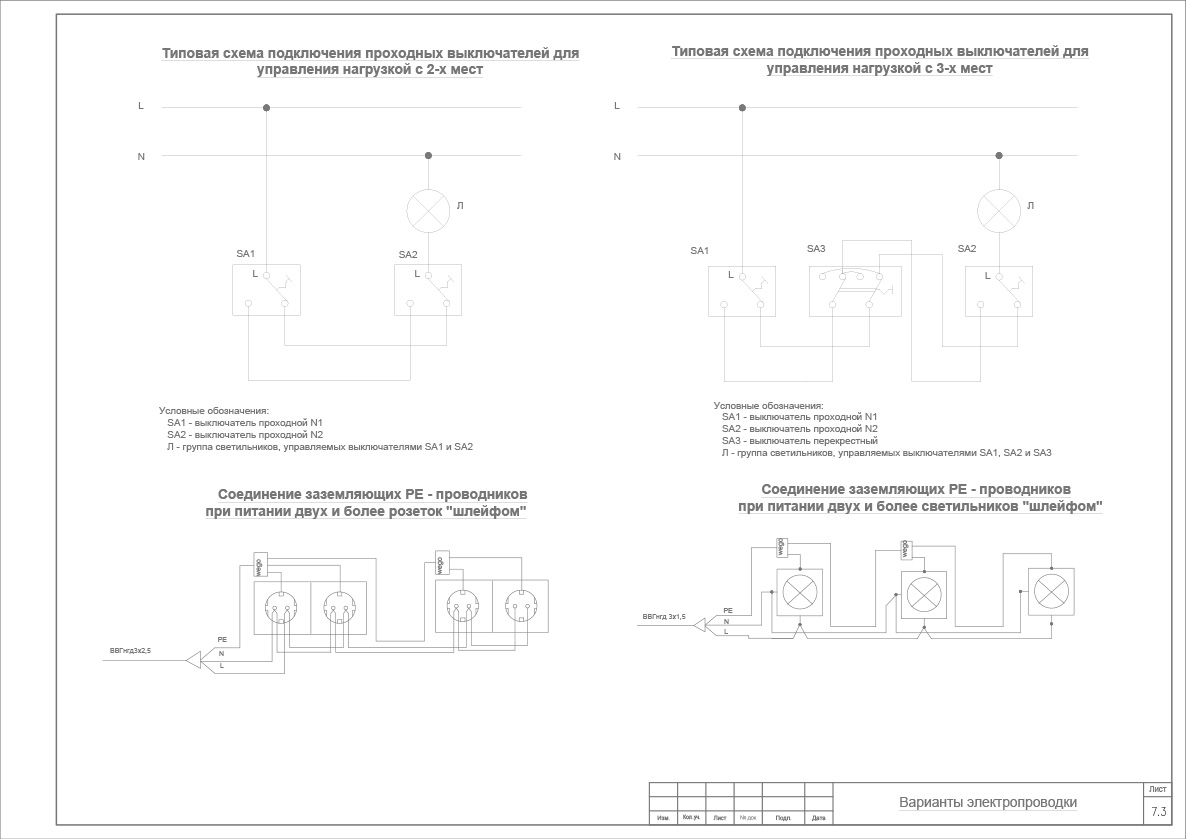 Типовая схема подключения проходных выключателей для
управления нагрузкой с 2-х мест
L
N
Л
SA1
SA2
L
L
Условные обозначения:
SA1 - выключатель проходной N1
SA2 - выключатель проходной N2
Л - группа светильников, управляемых выключателями SA1 и SA2
Типовая схема подключения проходных выключателей для
управления нагрузкой с 3-х мест
L
N
Л
SA1
SA3
SA2
L
L
Условные обозначения:
SA1 - выключатель проходной N1
SA2 - выключатель проходной N2
SA3 - выключатель перекрестный
Л - группа светильников, управляемых выключателями SA1, SA2 и SA3
Соединение заземляющих PE - проводников
при питании двух и более розеток "шлейфом"
wego
wego
ВВГнгд3х2,5
PE
N
L
Соединение заземляющих PE - проводников
при питании двух и более светильников "шлейфом"
wego
wego
ВВГнгд 3х1,5
PE
N
L
Изм.
Кол.уч.
Лист
№ док
Подп.
Дата
Варианты электропроводки
Лист
7.3